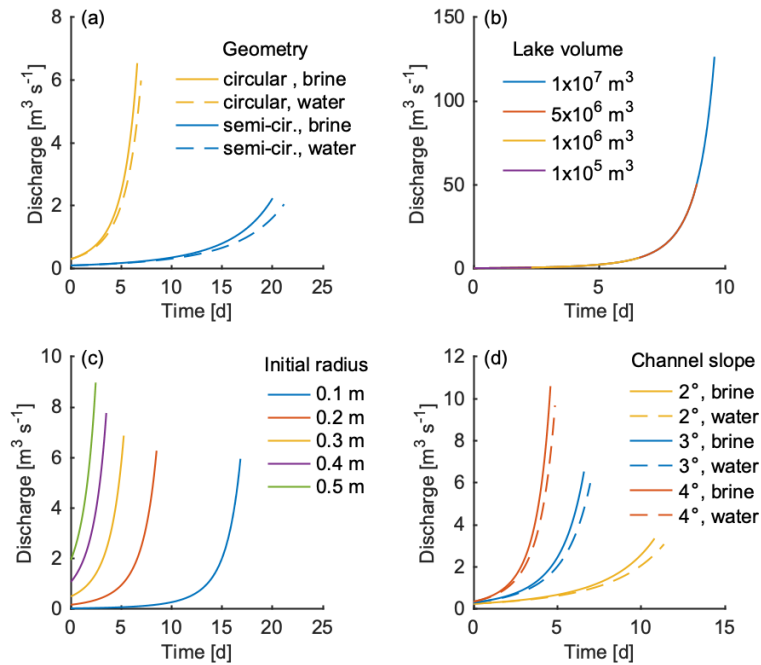 (a)
Geometry
circular , brine
circular, water
semi-cir., brine
semi-cir., water
Discharge [m³ s⁻¹]
0
2
4
6
8
0
5
10
15
20
25
Time [d]
(b)
Lake volume
1x10⁷ m³
5x10⁶ m³
1x10⁶ m³
1x10⁵ m³
Discharge [m³ s⁻¹]
0
50
100
150
0
5
10
Time [d]
(c)
Initial radius
0.1 m
0.2 m
0.3 m
0.4 m
0.5 m
Discharge [m³ s⁻¹]
0
2
4
6
8
10
0
5
10
15
20
25
Time [d]
(d)
Channel slope
2°, brine
2°, water
3°, brine
3°, water
4°, brine
4°, water
Discharge [m³ s⁻¹]
0
2
4
6
8
10
12
0
5
10
15
Time [d]